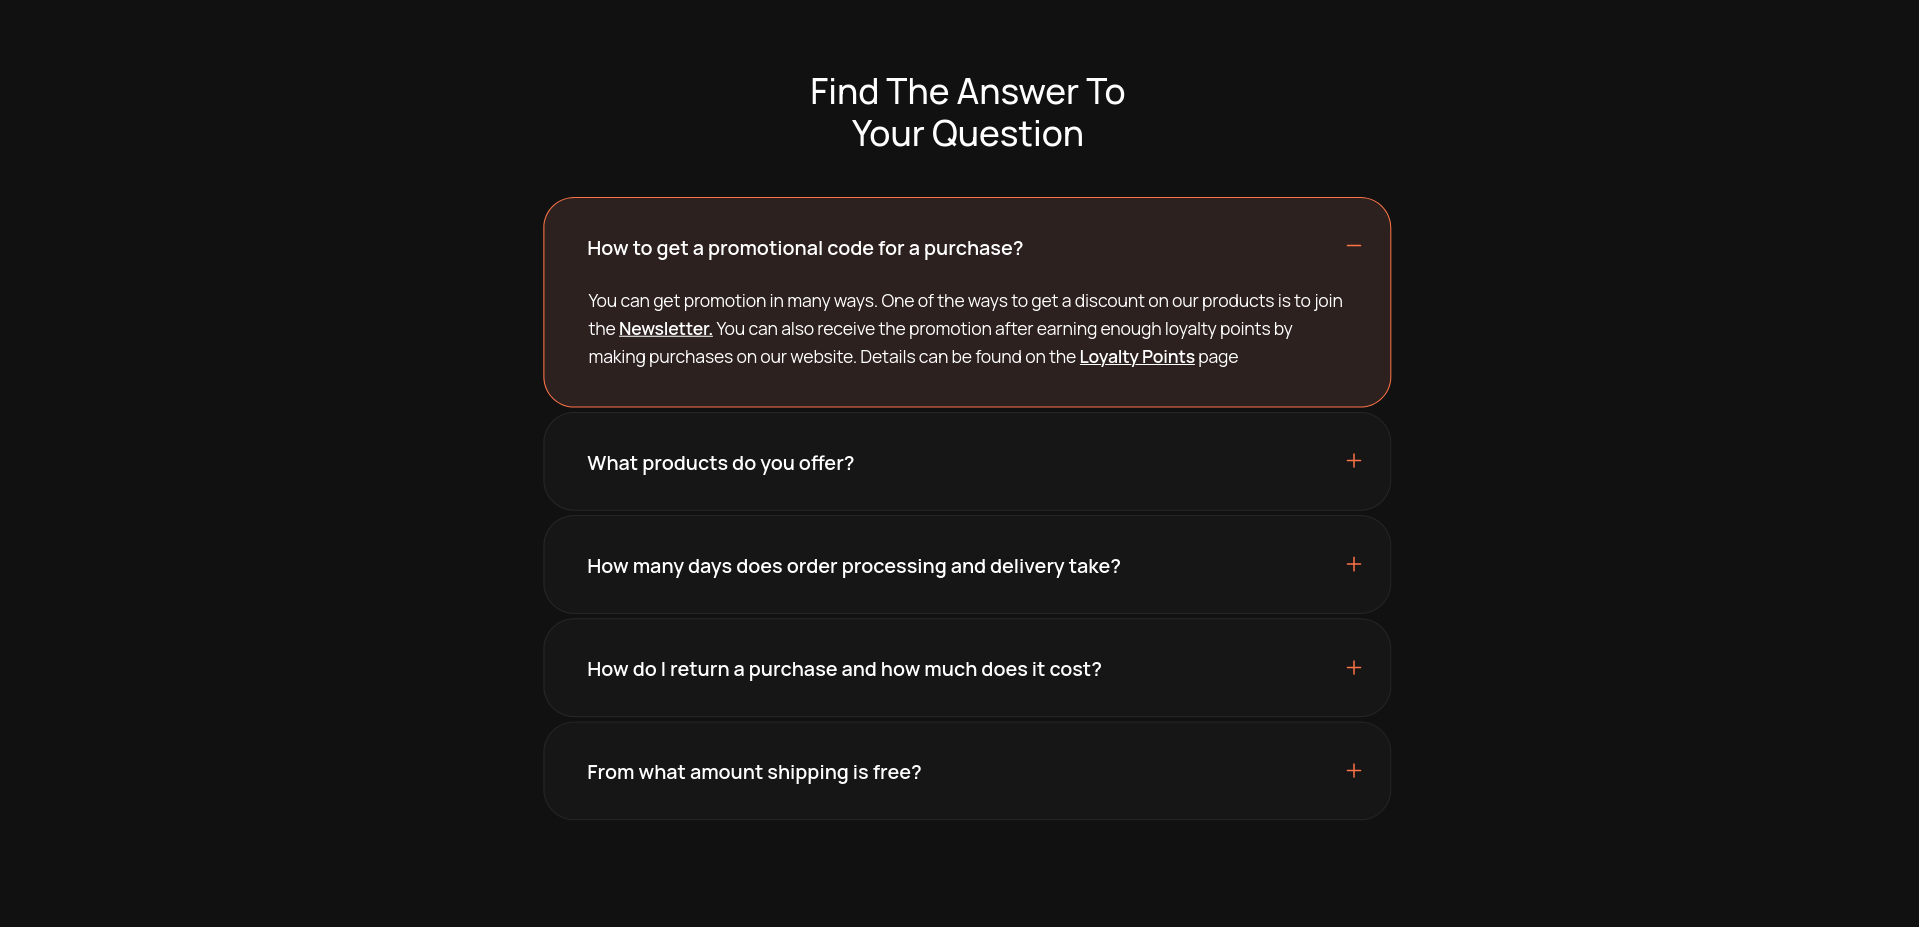 Find The Answer To
Your Question
How to get a promotional code for a purchase?
You can get promotion in many ways. One of the ways to get a discount on our products is to join
the Newsletter. You can also receive the promotion after earning enough loyalty points by
making purchases on our website. Details can be found on the Loyalty Points page
What products do you offer?
How many days does order processing and delivery take?
How do I return a purchase and how much does it cost?
From what amount shipping is free?